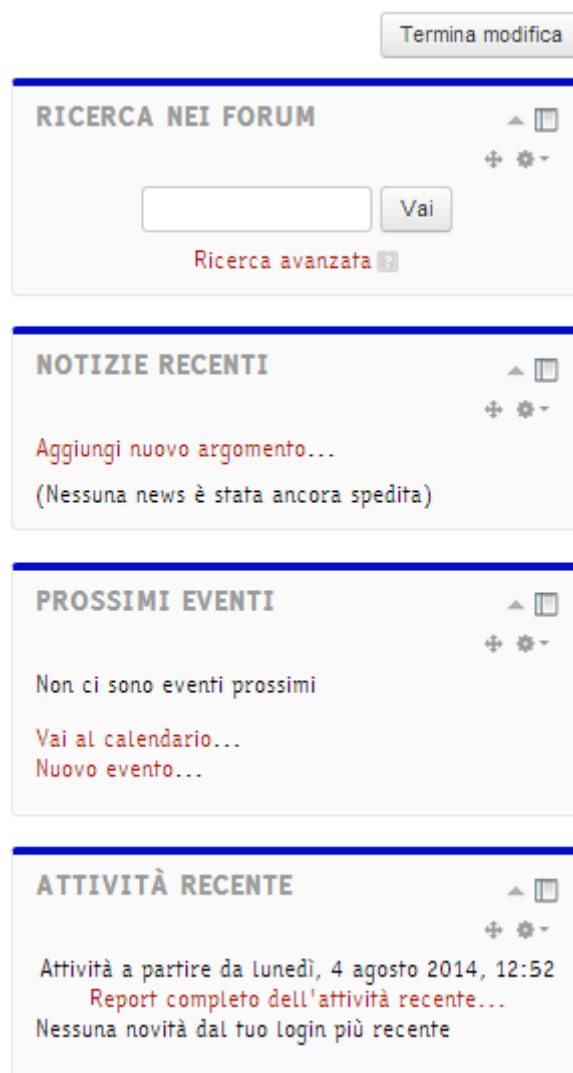 Termina modifica
RICERCA NEI FORUM
Vai
Ricerca avanzata ?
NOTIZIE RECENTI
Aggiungi nuovo argomento...
(Nessuna news è stata ancora spedita)
PROSSIMI EVENTI
Non ci sono eventi prossimi
Vai al calendario...
Nuovo evento...
ATTIVITÀ RECENTE
Attività a partire da lunedì, 4 agosto 2014, 12:52
Report completo dell'attività recente...
Nessuna novità dal tuo login più recente